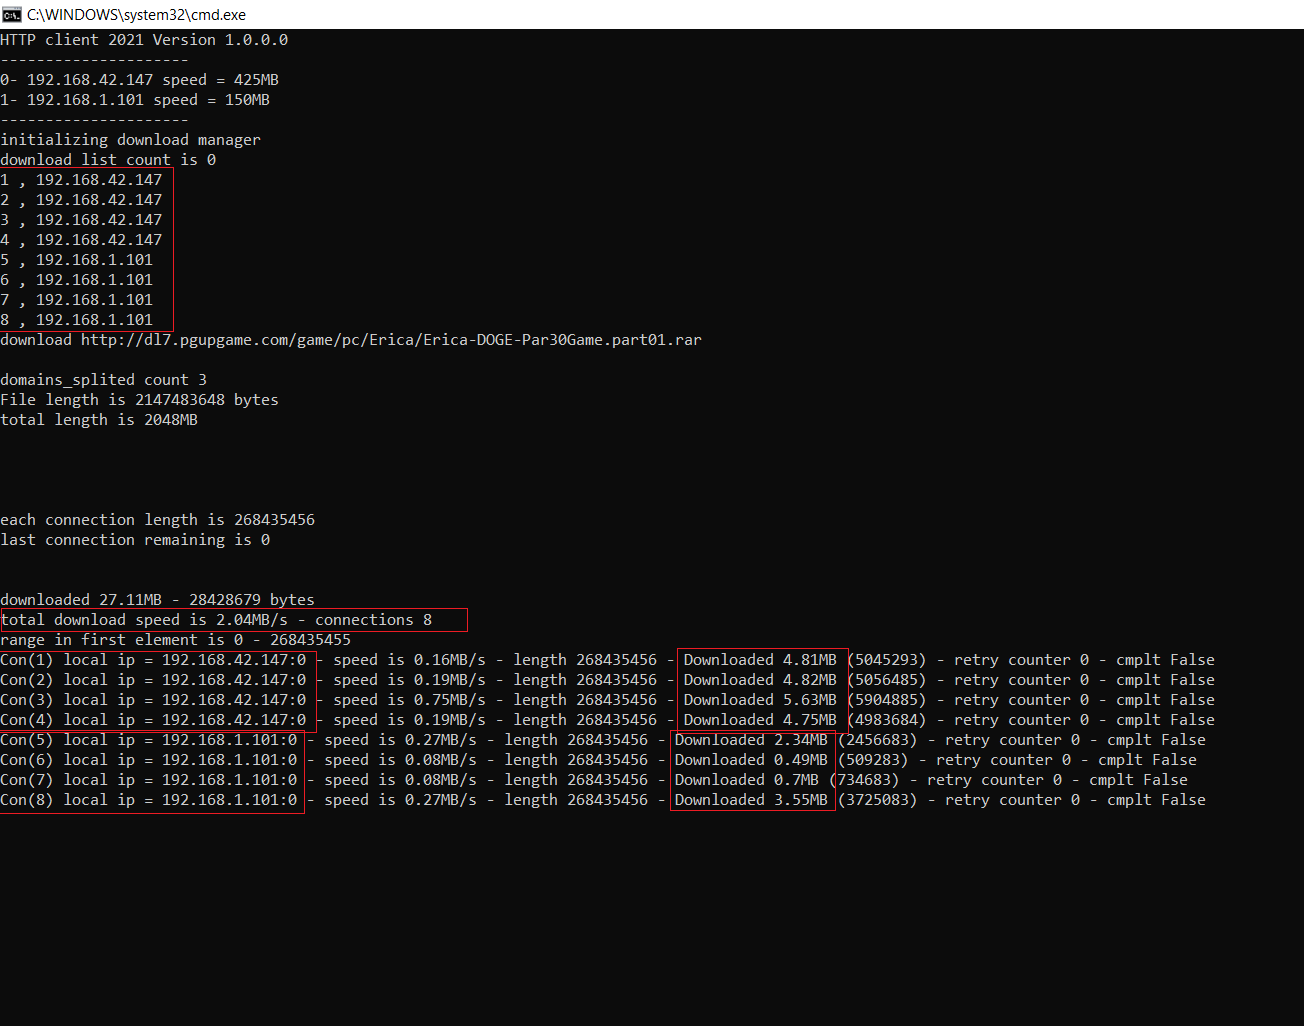 C:\WINDOWS\system32\cmd.exe
HTTP client 2021 Version 1.0.0.0
---------------------
0- 192.168.42.147 speed = 425MB
1- 192.168.1.101 speed = 150MB
---------------------
initializing download manager
download list count is 0
1 , 192.168.42.147
2 , 192.168.42.147
3 , 192.168.42.147
4 , 192.168.42.147
5 , 192.168.1.101
6 , 192.168.1.101
7 , 192.168.1.101
8 , 192.168.1.101
download http://dl7.pgupgame.com/game/pc/Erica/Erica-DOGE-Par30Game.part01.rar
domains_splited count 3
File length is 2147483648 bytes
total length is 2048MB
each connection length is 268435456
last connection remaining is 0
downloaded 27.11MB - 28428679 bytes
total download speed is 2.04MB/s - connections 8
range in first element is 0 - 268435455
Con(1) local ip = 192.168.42.147:0 - speed is 0.16MB/s - length 268435456 - Downloaded 4.81MB (5045293) - retry counter 0 - cmplt False
Con(2) local ip = 192.168.42.147:0 - speed is 0.19MB/s - length 268435456 - Downloaded 4.82MB (5056485) - retry counter 0 - cmplt False
Con(3) local ip = 192.168.42.147:0 - speed is 0.75MB/s - length 268435456 - Downloaded 5.63MB (5904885) - retry counter 0 - cmplt False
Con(4) local ip = 192.168.42.147:0 - speed is 0.19MB/s - length 268435456 - Downloaded 4.75MB (4983684) - retry counter 0 - cmplt False
Con(5) local ip = 192.168.1.101:0 - speed is 0.27MB/s - length 268435456 - Downloaded 2.34MB (2456683) - retry counter 0 - cmplt False
Con(6) local ip = 192.168.1.101:0 - speed is 0.08MB/s - length 268435456 - Downloaded 0.49MB (509283) - retry counter 0 - cmplt False
Con(7) local ip = 192.168.1.101:0 - speed is 0.08MB/s - length 268435456 - Downloaded 0.7MB (734683) - retry counter 0 - cmplt False
Con(8) local ip = 192.168.1.101:0 - speed is 0.27MB/s - length 268435456 - Downloaded 3.55MB (3725083) - retry counter 0 - cmplt False